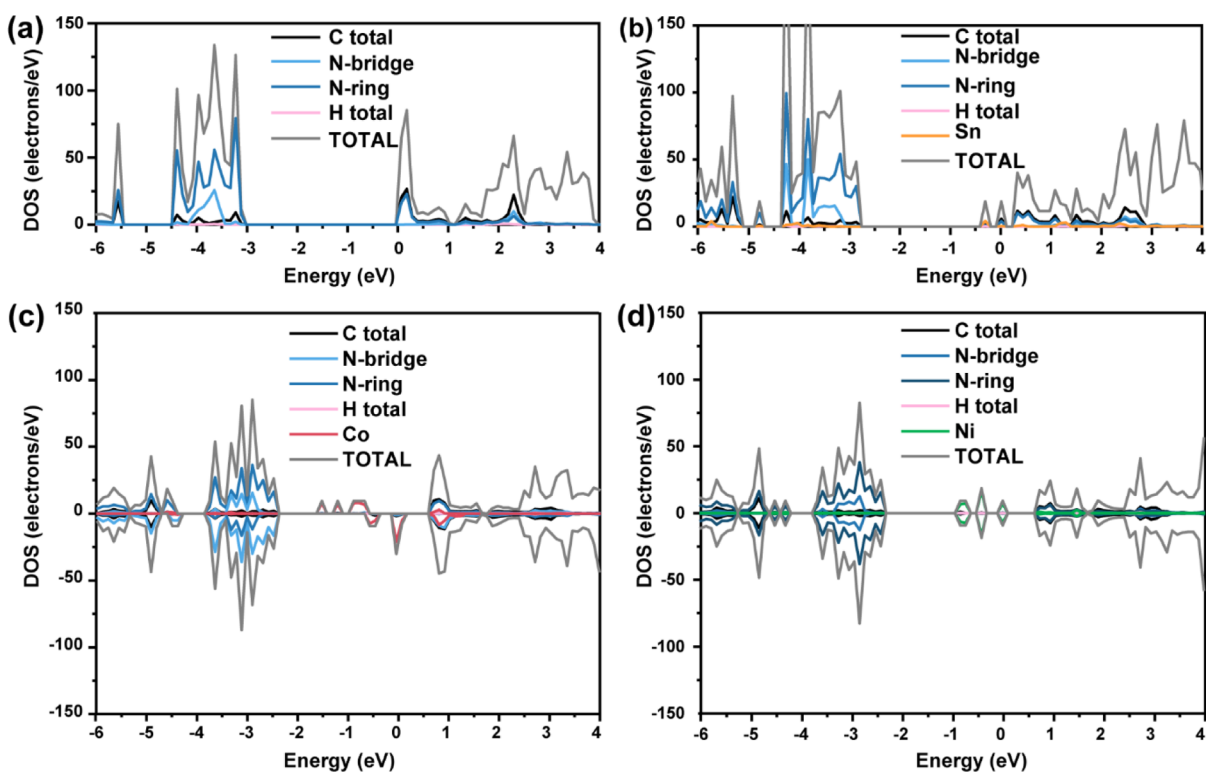 (a)
DOS (electrons/eV)
150
100
50
0
C total
N-bridge
N-ring
H total
TOTAL
-6 -5 -4 -3 -2 -1 0 1 2 3 4
Energy (eV)
(b)
DOS (electrons/eV)
150
100
50
0
C total
N-bridge
N-ring
H total
Sn
TOTAL
-6 -5 -4 -3 -2 -1 0 1 2 3 4
Energy (eV)
(c)
DOS (electrons/eV)
150
100
50
0
-50
-100
-150
C total
N-bridge
N-ring
H total
Co
TOTAL
-6 -5 -4 -3 -2 -1 0 1 2 3 4
Energy (eV)
(d)
DOS (electrons/eV)
150
100
50
0
-50
-100
-150
C total
N-bridge
N-ring
H total
Ni
TOTAL
-6 -5 -4 -3 -2 -1 0 1 2 3 4
Energy (eV)